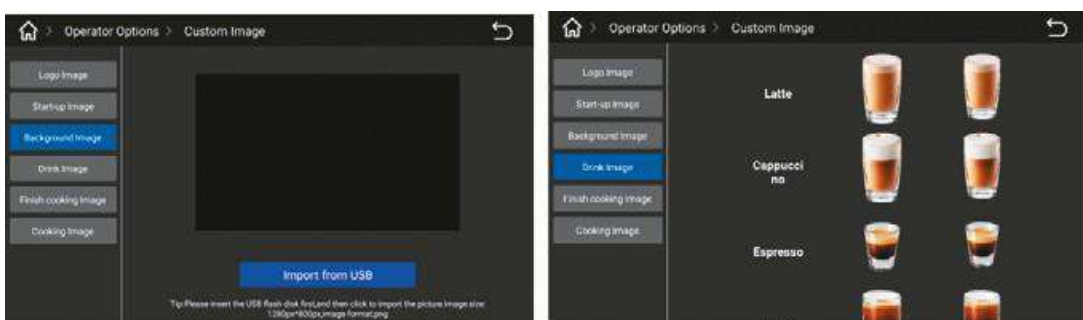 > Operator Options > Custom Image
Logo Image
Start-up Image
Background Image
Drink Image
Finish cooking Image
Cooking Image
Import from USB
Tip:Please insert the USB flash disk first,and then click to import the picture image size:
1280px*800px,image format:png
> Operator Options > Custom Image
Logo Image
Start-up Image
Background Image
Drink Image
Finish cooking Image
Cooking Image
Latte
Cappucci
no
Espresso